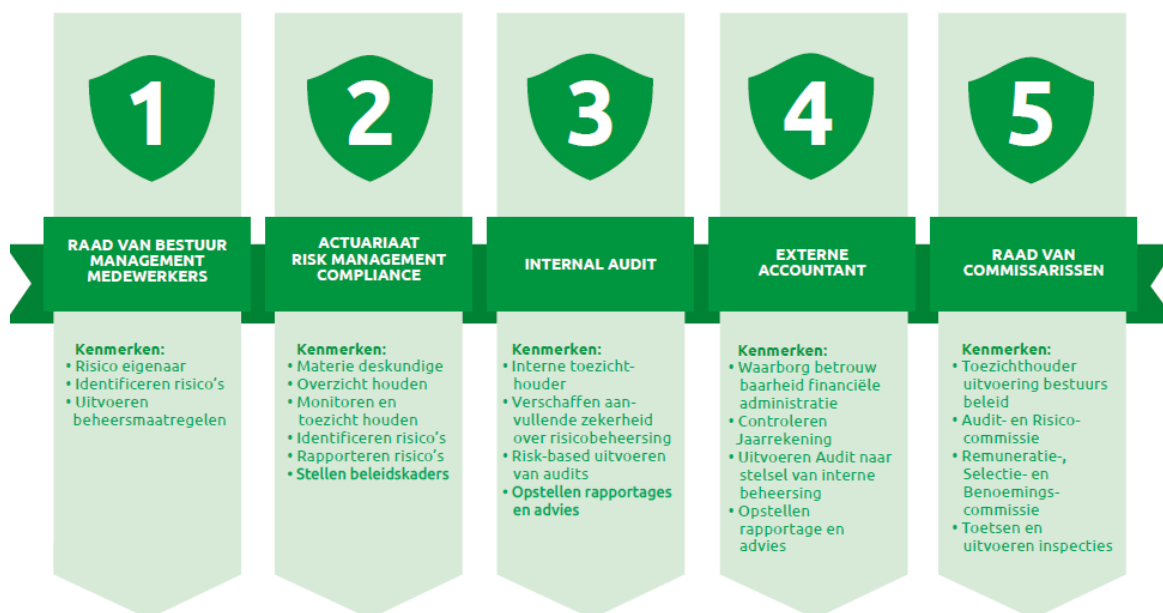 1
RAAD VAN BESTUUR
MANAGEMENT
MEDEWERKERS
Kenmerken:
• Risico eigenaar
• Identificeren risico's
• Uitvoeren
beheersmaatregelen
2
ACTUARIAAT
RISK MANAGEMENT
COMPLIANCE
Kenmerken:
• Materie deskundige
• Overzicht houden
• Monitoren en
toezicht houden
• Identificeren risico's
• Rapporteren risico's
• Stellen beleidskaders
3
INTERNAL AUDIT
Kenmerken:
• Interne toezicht-
houder
• Verschaffen aan-
vullende zekerheid
over risicobeheersing
• Risk-based uitvoeren
van audits
• Opstellen rapportages
en advies
4
EXTERNE
ACCOUNTANT
Kenmerken:
• Waarborg betrouw
baarheid financiële
administratie
• Controleren
Jaarrekening
• Uitvoeren Audit naar
stelsel van interne
beheersing
• Opstellen
rapportage en
advies
5
RAAD VAN
COMMISSARISSEN
Kenmerken:
• Toezichthouder
uitvoering bestuurs
beleid
• Audit- en Risico-
commissie
• Remuneratie-,
Selectie- en
Benoemings-
commissie
• Toetsen en
uitvoeren inspecties